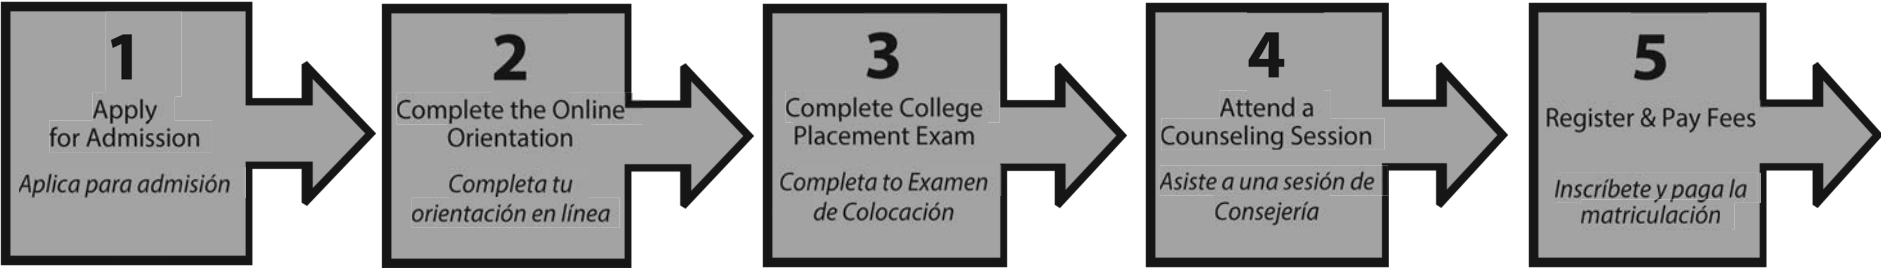 1
Apply
for Admission
Aplica para admisión
2
Complete the Online
Orientation
Completa tu
orientación en línea
3
Complete College
Placement Exam
Completa to Examen
de Colocación
4
Attend a
Counseling Session
Asiste a una sesión de
Consejería
5
Register & Pay Fees
Inscríbete y paga la
matriculación